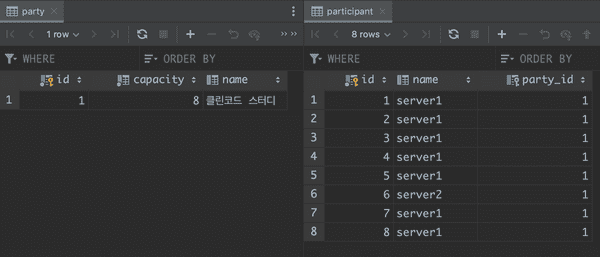 party
1 row
WHERE
ORDER BY
id capacity name
1 1 8 클린코드 스터디
participant
8 rows
WHERE
ORDER BY
id name party_id
1 1 server1 1
2 2 server1 1
3 3 server1 1
4 4 server1 1
5 5 server1 1
6 6 server2 1
7 7 server1 1
8 8 server1 1